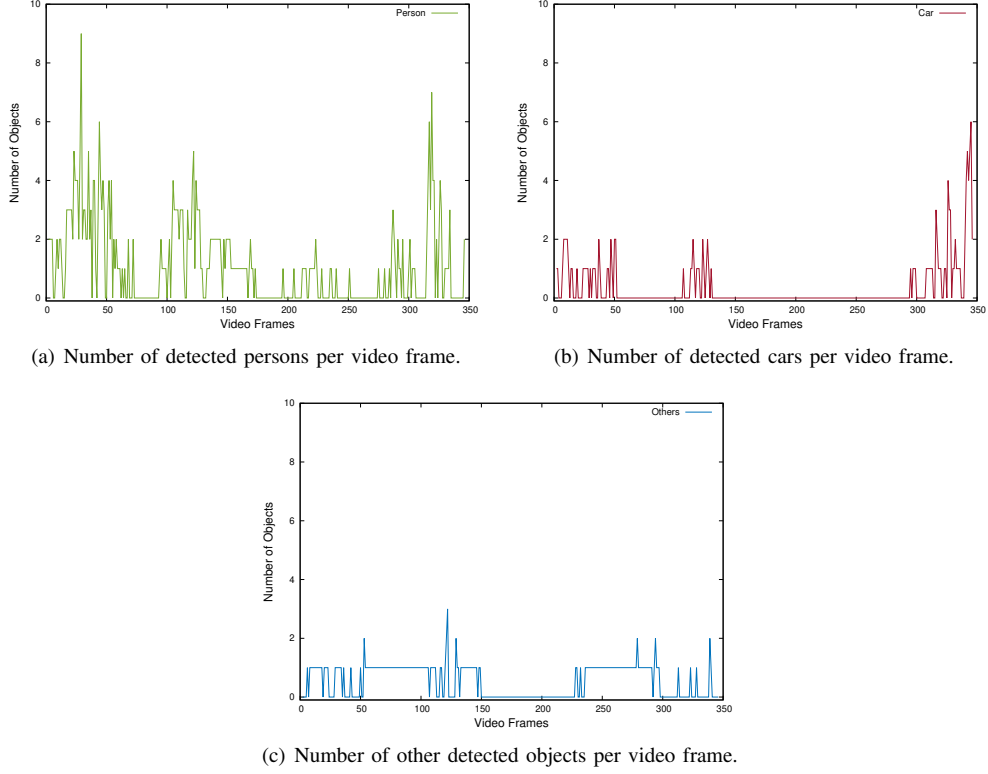 Person
10
8
6
4
2
0
Number of Objects
0 50 100 150 200 250 300 350
Video Frames
(a) Number of detected persons per video frame.
Car
10
8
6
4
2
0
Number of Objects
0 50 100 150 200 250 300 350
Video Frames
(b) Number of detected cars per video frame.
Others
10
8
6
4
2
0
Number of Objects
0 50 100 150 200 250 300 350
Video Frames
(c) Number of other detected objects per video frame.